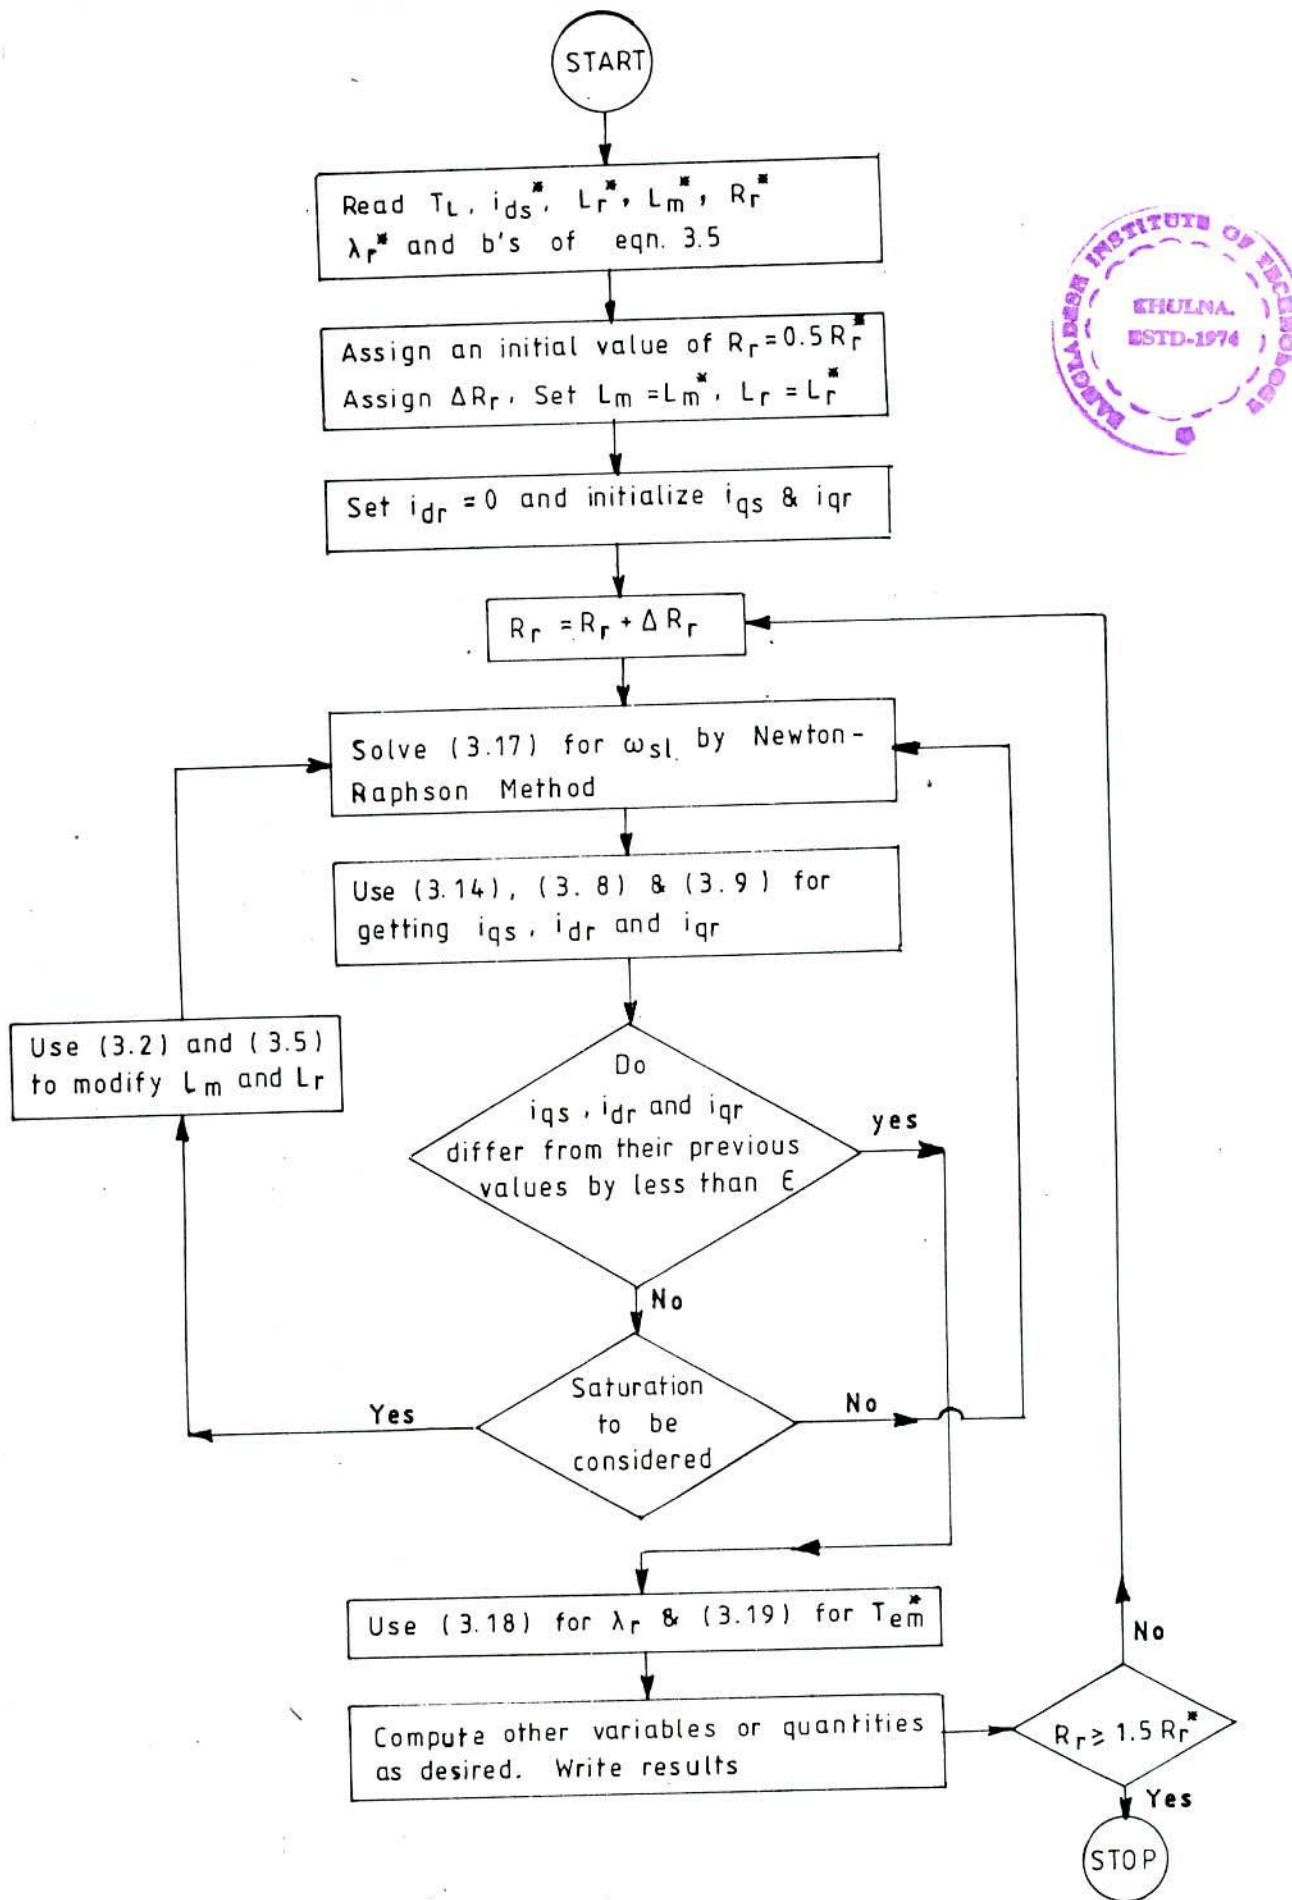 START
Read T_L, i_ds*, L_r*, L_m*, R_r*
λ_r* and b's of eqn. 3.5
Assign an initial value of R_r = 0.5 R_r*
Assign ΔR_r, Set L_m = L_m*, L_r = L_r*
Set i_dr = 0 and initialize i_qs & i_qr
R_r = R_r + Δ R_r
Solve (3.17) for ω_sl. by Newton-
Raphson Method
Use (3.14), (3.8) & (3.9) for
getting i_qs, i_dr and i_qr
Use (3.2) and (3.5)
to modify L_m and L_r
Do
i_qs, i_dr and i_qr
differ from their previous
values by less than ε
yes
No
Saturation
to be
considered
Yes
No
Use (3.18) for λ_r & (3.19) for T_em*
Compute other variables or quantities
as desired. Write results
R_r ≥ 1.5 R_r*
No
Yes
STOP
BANGLADESH INSTITUTE OF TECHNOLOGY
KHULNA.
ESTD-1974